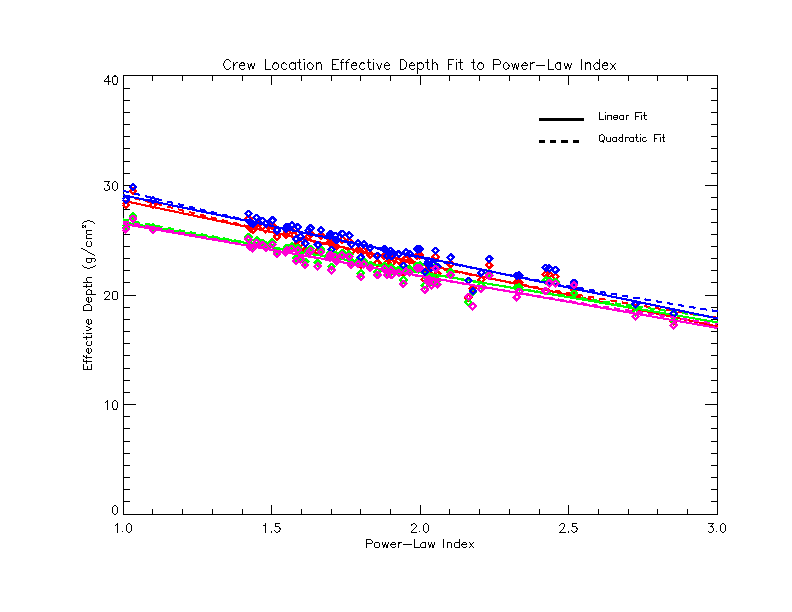 Crew Location Effective Depth Fit to Power-Law Index
40
Linear Fit
Quadratic Fit
30
20
10
0
Effective Depth (g/cm²)
1.0 1.5 2.0 2.5 3.0
Power-Law Index